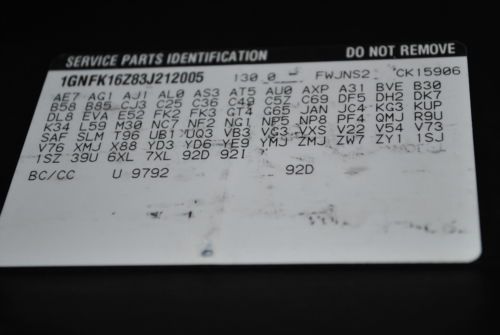 SERVICE PARTS IDENTIFICATION DO NOT REMOVE
1GNFK16Z83J212005 130.0 FWJNS2 CK15906
AE7 AG1 AJ1 AL0 AS3 AT5 AU0 AXP A31 BVE B30
B58 B85 CJ3 C25 C36 C49 C5Z C69 DF5 DH2 DK7
DL8 EVA E52 FK2 FK3 GT4 G65 JAN JC4 KG3 KUP
K34 L59 M30 NC7 NF2 NG1 NP5 NP8 PF4 QMJ R9U
SAF SLM T96 UB1 UQ3 VB3 VG3 VXS V22 V54 V73
V76 XMJ X88 YD3 YD6 YE9 YMJ ZMJ ZW7 ZY1 1SJ
1SZ 39U 6XL 7XL 92D 92I
BC/CC U 9792 92D